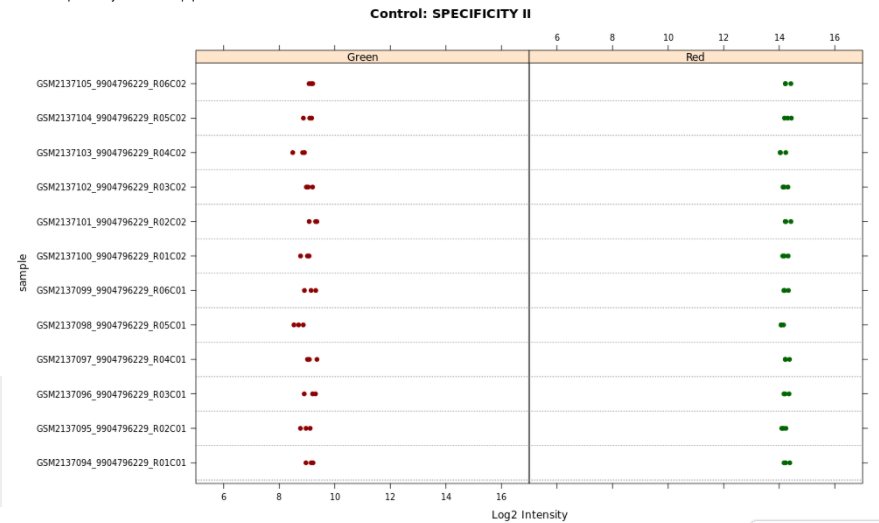 Control: SPECIFICITY II
6 8 10 12 14 16
Green Red
GSM2137105_9904796229_R06C02
GSM2137104_9904796229_R05C02
GSM2137103_9904796229_R04C02
GSM2137102_9904796229_R03C02
GSM2137101_9904796229_R02C02
GSM2137100_9904796229_R01C02
GSM2137099_9904796229_R06C01
GSM2137098_9904796229_R05C01
GSM2137097_9904796229_R04C01
GSM2137096_9904796229_R03C01
GSM2137095_9904796229_R02C01
GSM2137094_9904796229_R01C01
sample
6 8 10 12 14 16
Log2 Intensity